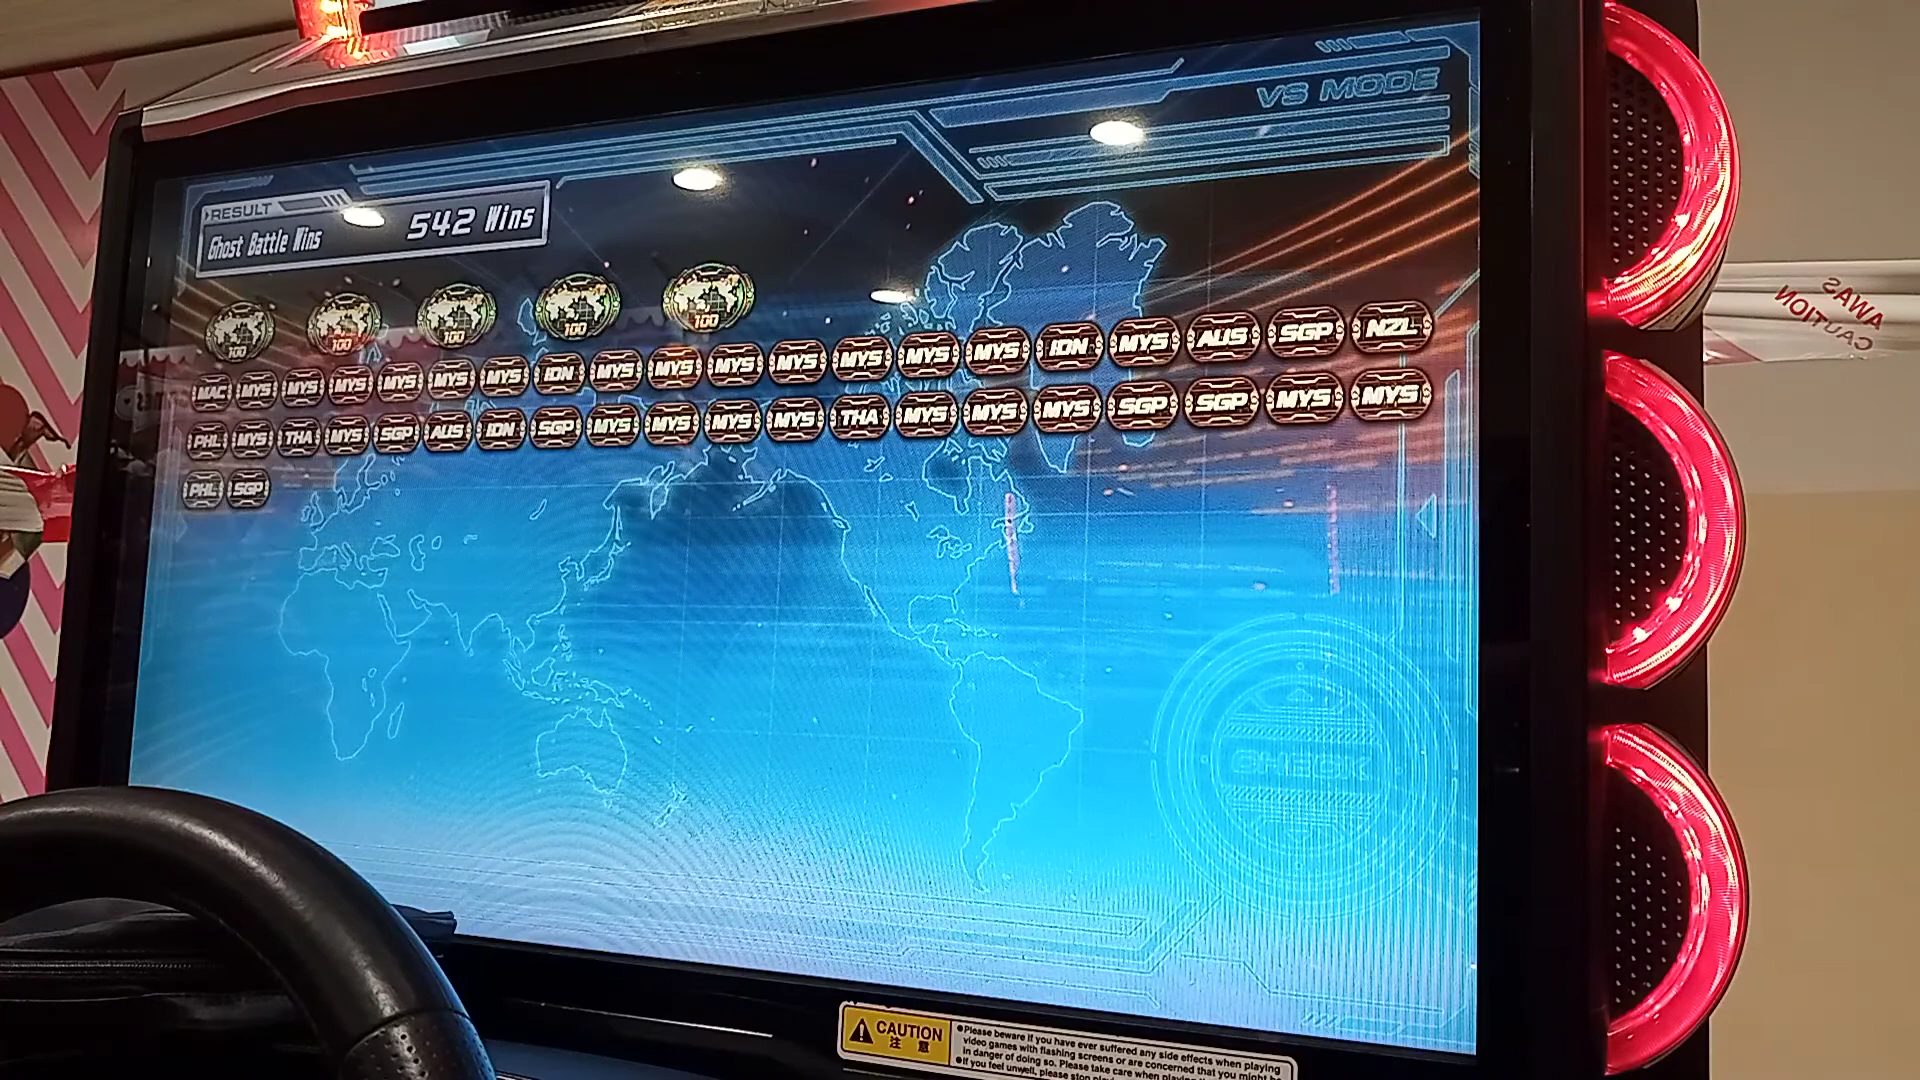 VS MODE
RESULT
Ghost Battle Wins 542 Wins
100 100 100 100 100
MAC MYS MYS MYS MYS MYS MYS IDN MYS MYS MYS MYS MYS MYS MYS IDN MYS AUS SGP NZL
PHL MYS THA MYS SGP AUS IDN SGP MYS MYS MYS MYS THA MYS MYS MYS SGP SGP MYS MYS
PHL SGP
CHECK
AWAS
CAUTION
CAUTION
注意
●Please beware if you have ever suffered any side effects when playing
video games with flashing screens or are concerned that you might be
in danger of doing so. Please take care when playing
●If you feel unwell, please stop